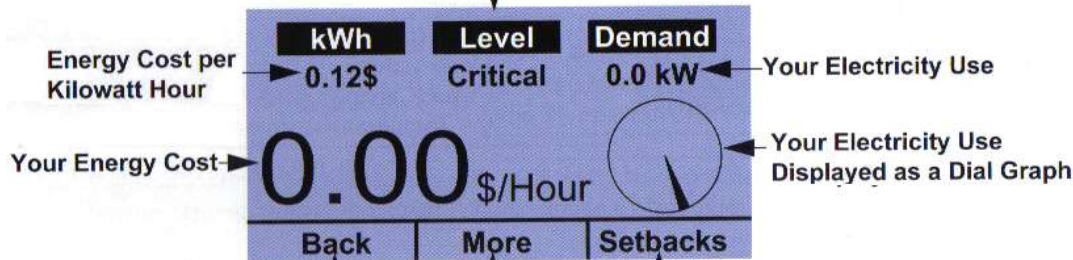 kWh Level Demand
Energy Cost per
Kilowatt Hour
0.12$ Critical 0.0 kW
Your Electricity Use
Your Energy Cost
0.00 $/Hour
Your Electricity Use
Displayed as a Dial Graph
Back More Setbacks